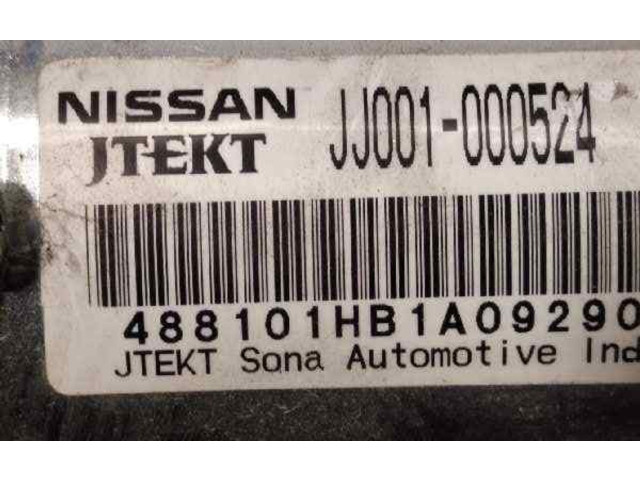 NISSAN JJ001-000524
JTEKT
488101HB1A09290
JTEKT Sona Automotive Ind